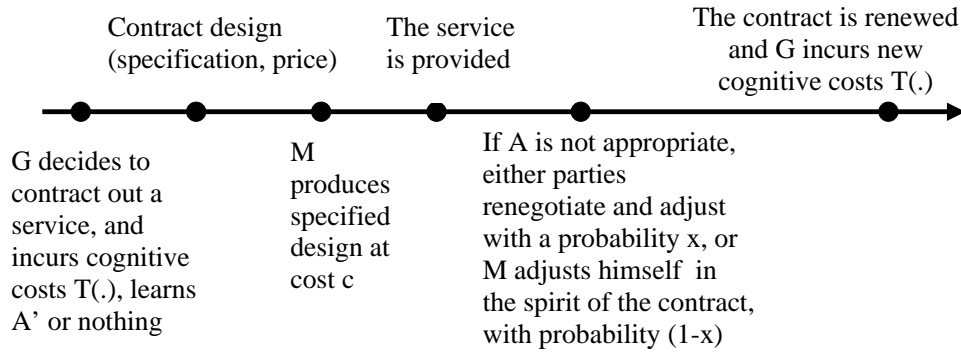 Contract design
(specification, price)
The service
is provided
The contract is renewed
and G incurs new
cognitive costs T(.)
G decides to
contract out a
service, and
incurs cognitive
costs T(.), learns
A' or nothing
M
produces
specified
design at
cost c
If A is not appropriate,
either parties
renegotiate and adjust
with a probability x, or
M adjusts himself in
the spirit of the contract,
with probability (1-x)